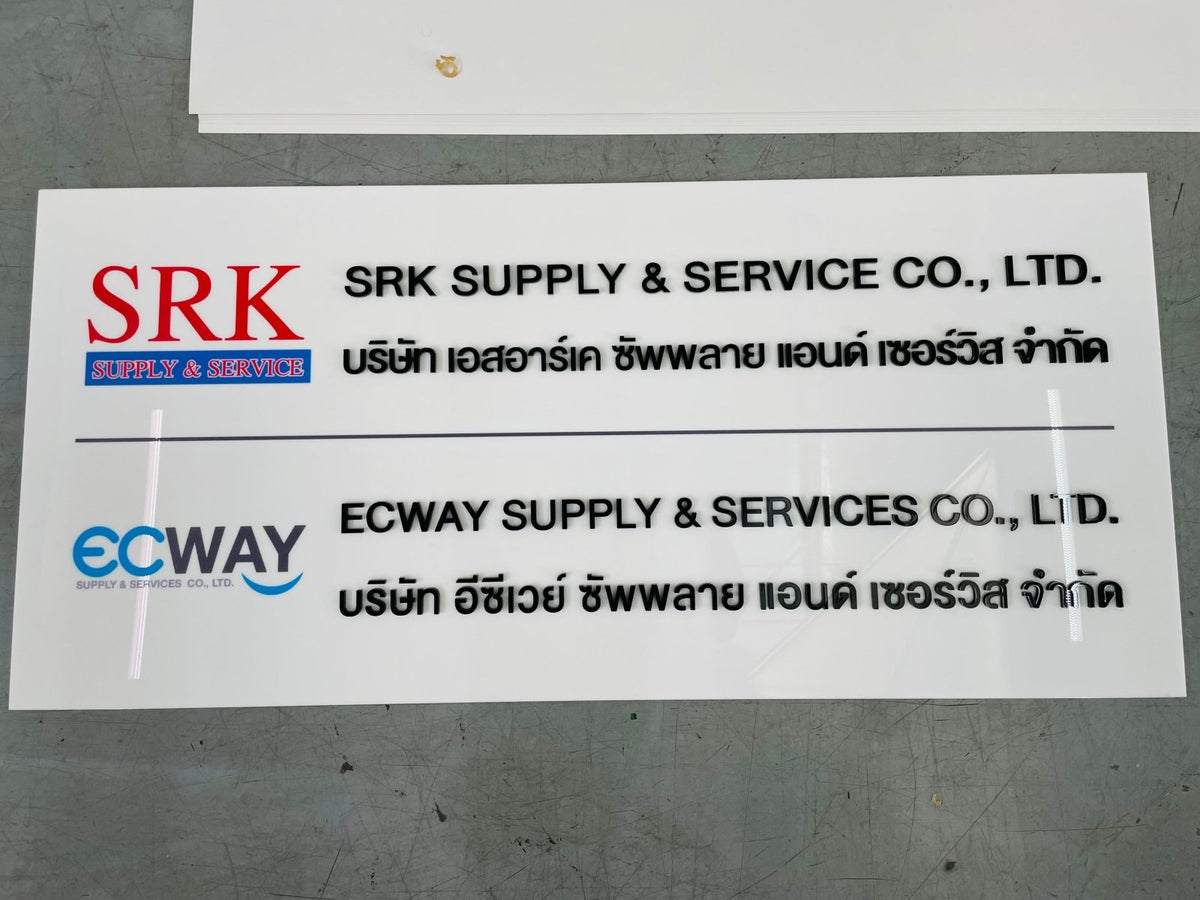 SRK
SUPPLY & SERVICE
SRK SUPPLY & SERVICE CO., LTD.
บริษัท เอสอาร์เค ซัพพลาย แอนด์ เซอร์วิส จำกัด
ECWAY
SUPPLY & SERVICES CO., LTD.
ECWAY SUPPLY & SERVICES CO., LTD.
บริษัท อีซีเวย์ ซัพพลาย แอนด์ เซอร์วิส จำกัด